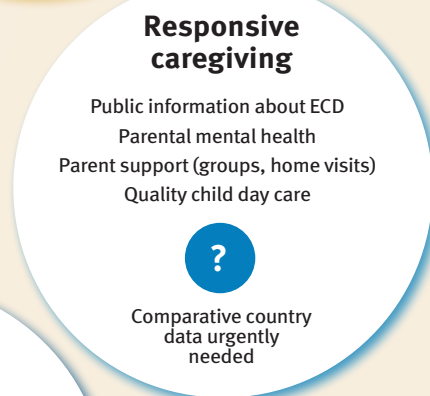 Responsive
caregiving
Public information about ECD
Parental mental health
Parent support (groups, home visits)
Quality child day care
?
Comparative country
data urgently
needed